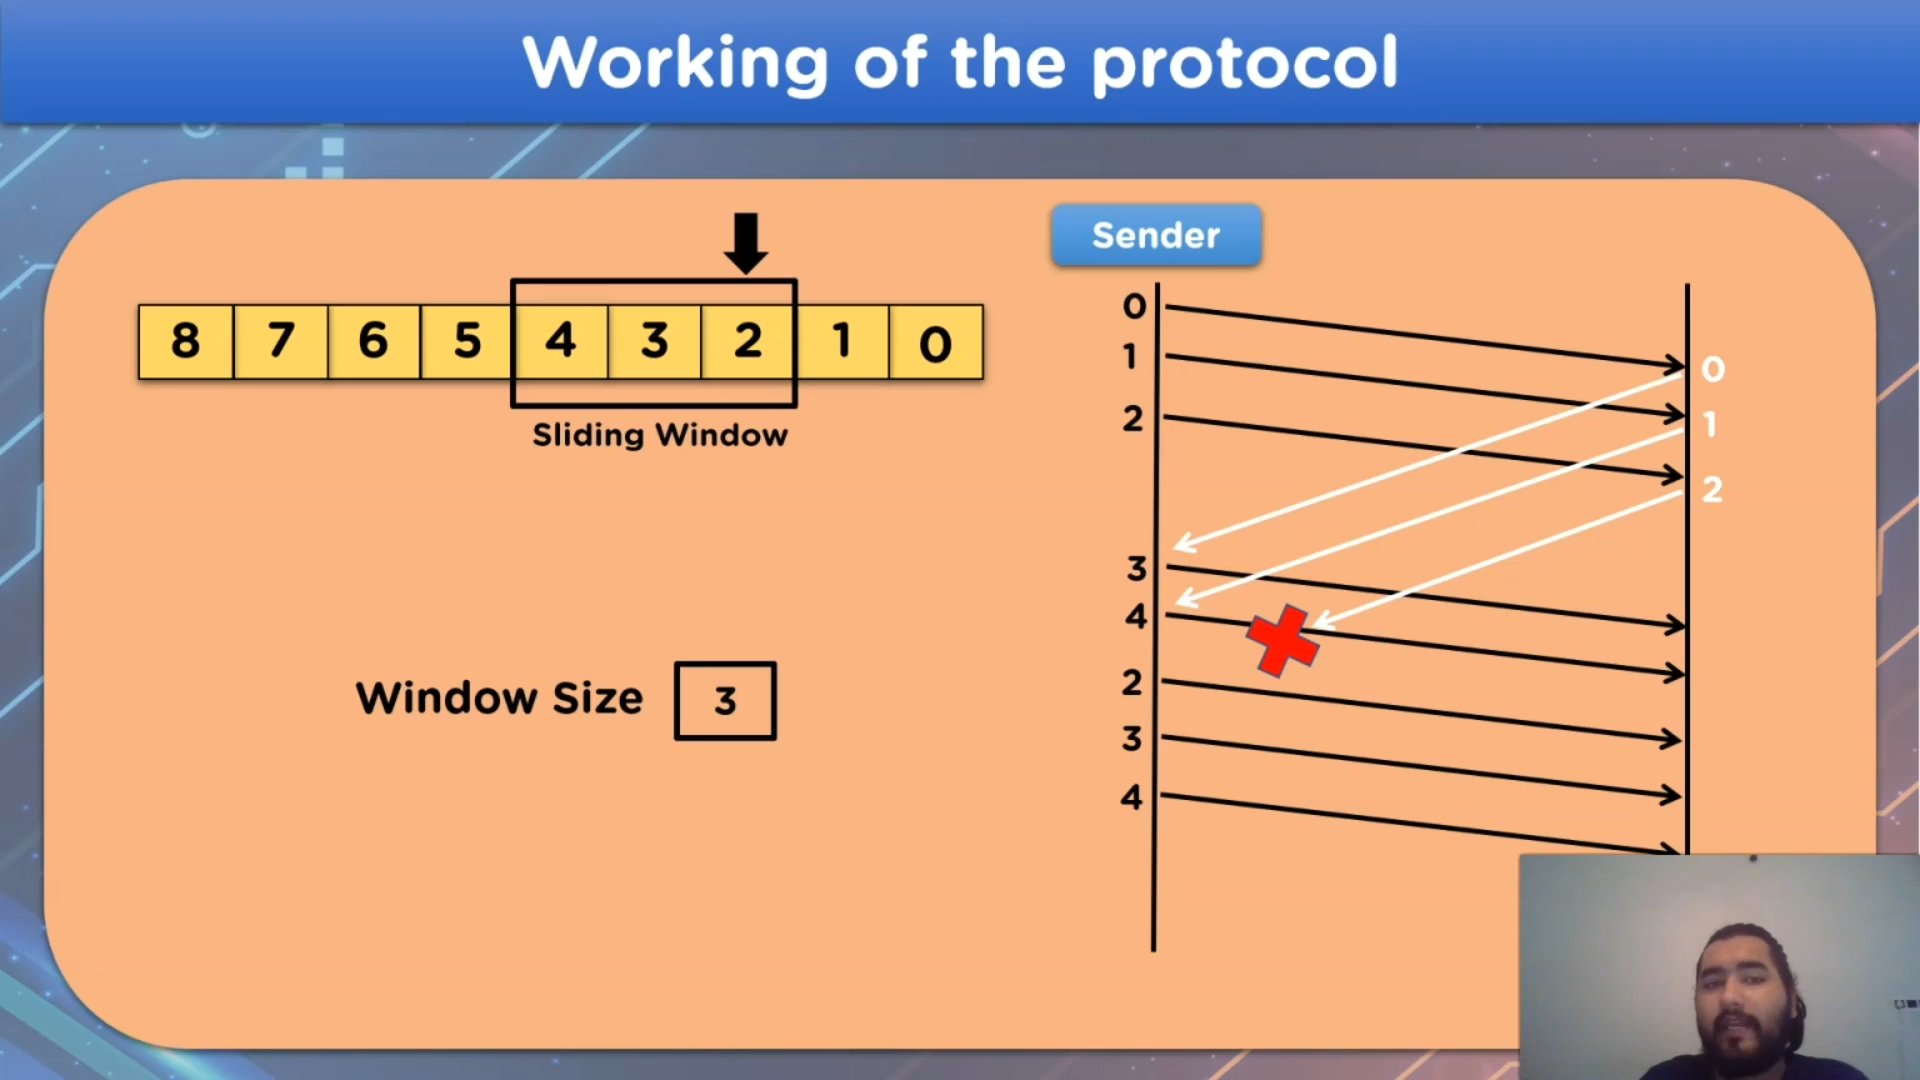 Working of the protocol
8 7 6 5 4 3 2 1 0
Sliding Window
Window Size 3
Sender
0
1
2
3
4
2
3
4
0
1
2